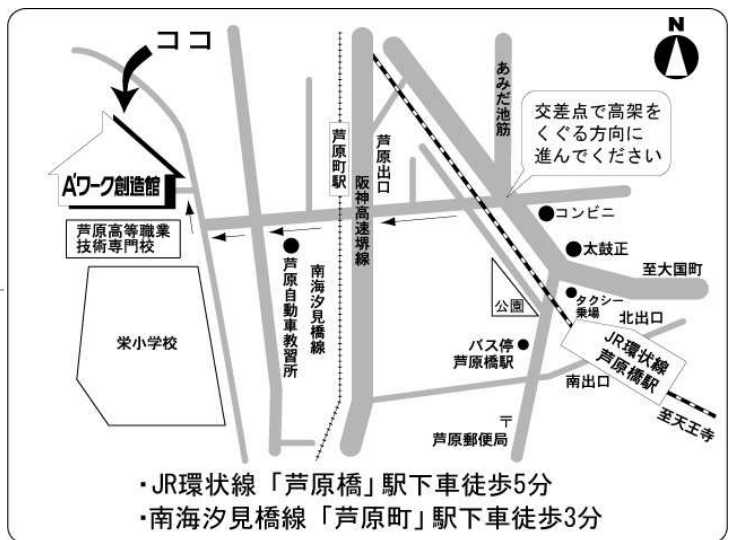 ココ
N
あみだ池筋
交差点で高架を
くぐる方向に
進んでください
芦原町駅
芦原出口
阪神高速堺線
A'ワーク創造館
芦原高等職業
技術専門校
コンビニ
太鼓正
至大国町
タクシー
乗場
北出口
公園
バス停
芦原橋駅
JR環状線
芦原橋駅
南出口
至天王寺
芦原自動車教習所
南海汐見橋線
栄小学校
〒
芦原郵便局
・JR環状線「芦原橋」駅下車徒歩5分
・南海汐見橋線「芦原町」駅下車徒歩3分